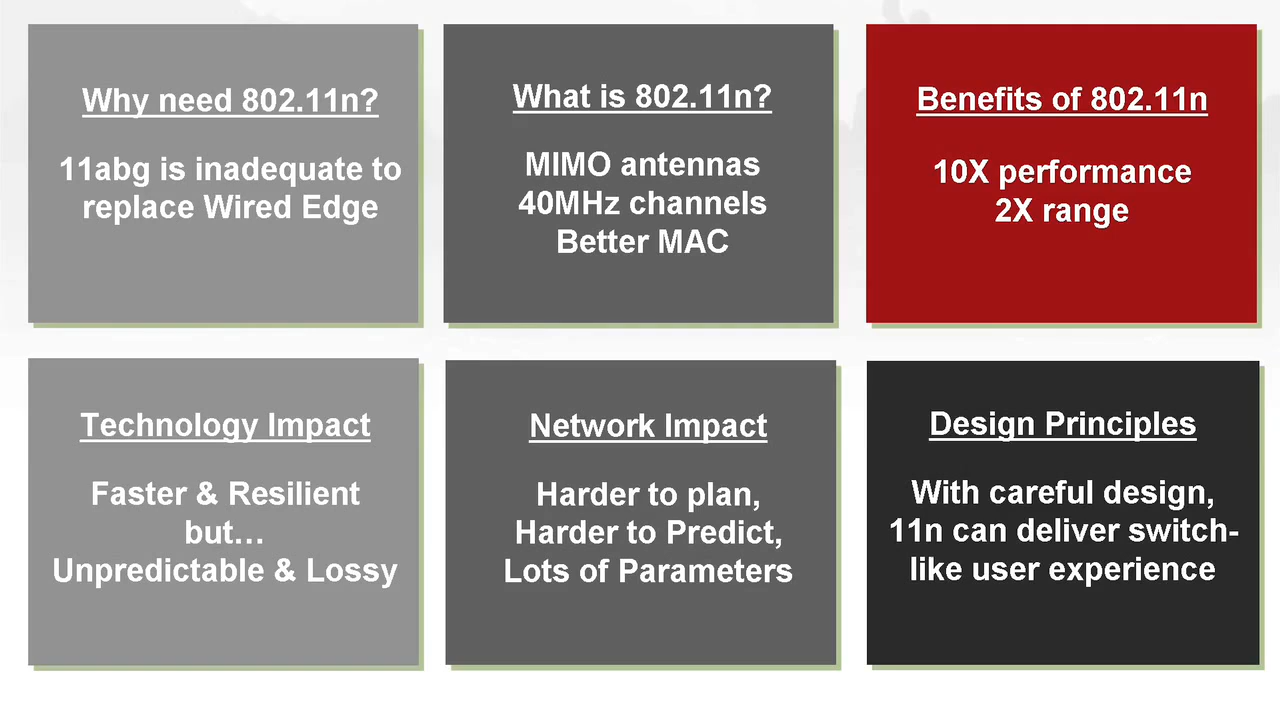 Why need 802.11n?
11abg is inadequate to
replace Wired Edge
What is 802.11n?
MIMO antennas
40MHz channels
Better MAC
Benefits of 802.11n
10X performance
2X range
Technology Impact
Faster & Resilient
but...
Unpredictable & Lossy
Network Impact
Harder to plan,
Harder to Predict,
Lots of Parameters
Design Principles
With careful design,
11n can deliver switch-
like user experience